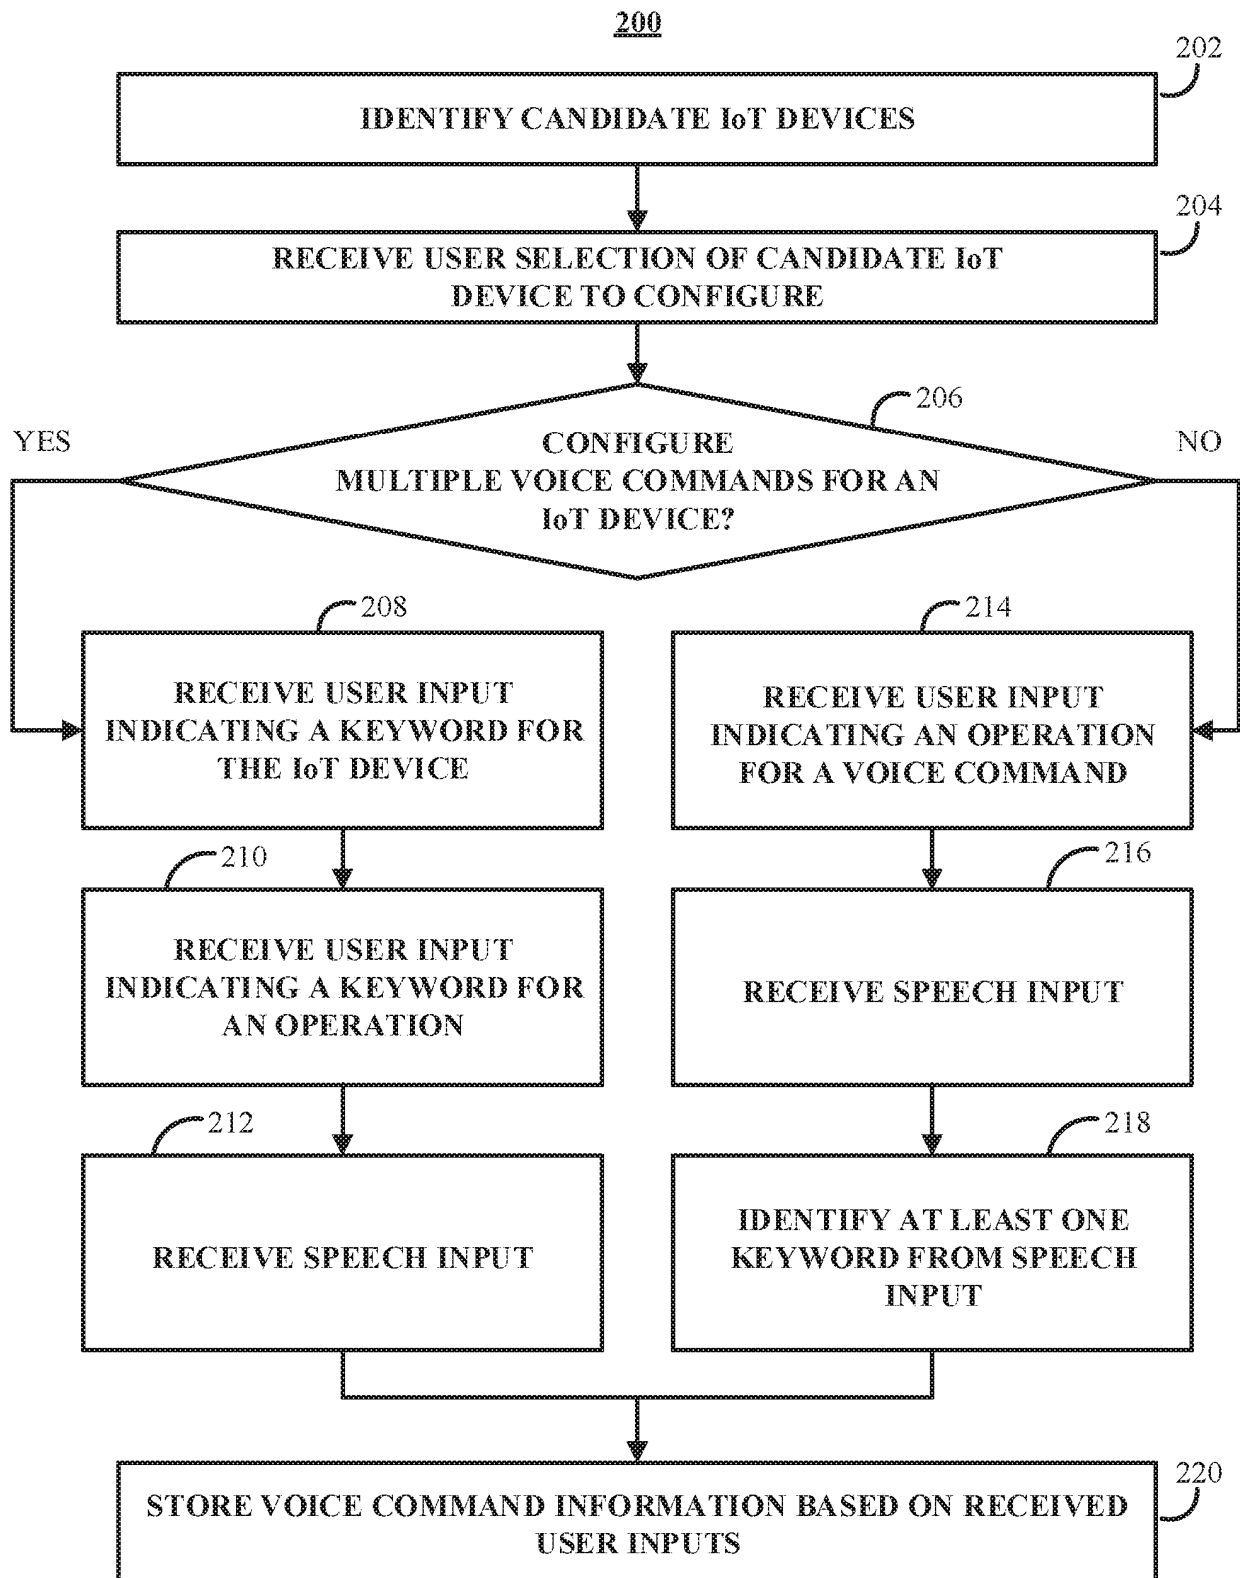 200
202
IDENTIFY CANDIDATE IoT DEVICES
204
RECEIVE USER SELECTION OF CANDIDATE IoT
DEVICE TO CONFIGURE
206
YES
NO
CONFIGURE
MULTIPLE VOICE COMMANDS FOR AN
IoT DEVICE?
208
RECEIVE USER INPUT
INDICATING A KEYWORD FOR
THE IoT DEVICE
210
RECEIVE USER INPUT
INDICATING A KEYWORD FOR
AN OPERATION
212
RECEIVE SPEECH INPUT
214
RECEIVE USER INPUT
INDICATING AN OPERATION
FOR A VOICE COMMAND
216
RECEIVE SPEECH INPUT
218
IDENTIFY AT LEAST ONE
KEYWORD FROM SPEECH
INPUT
220
STORE VOICE COMMAND INFORMATION BASED ON RECEIVED
USER INPUTS